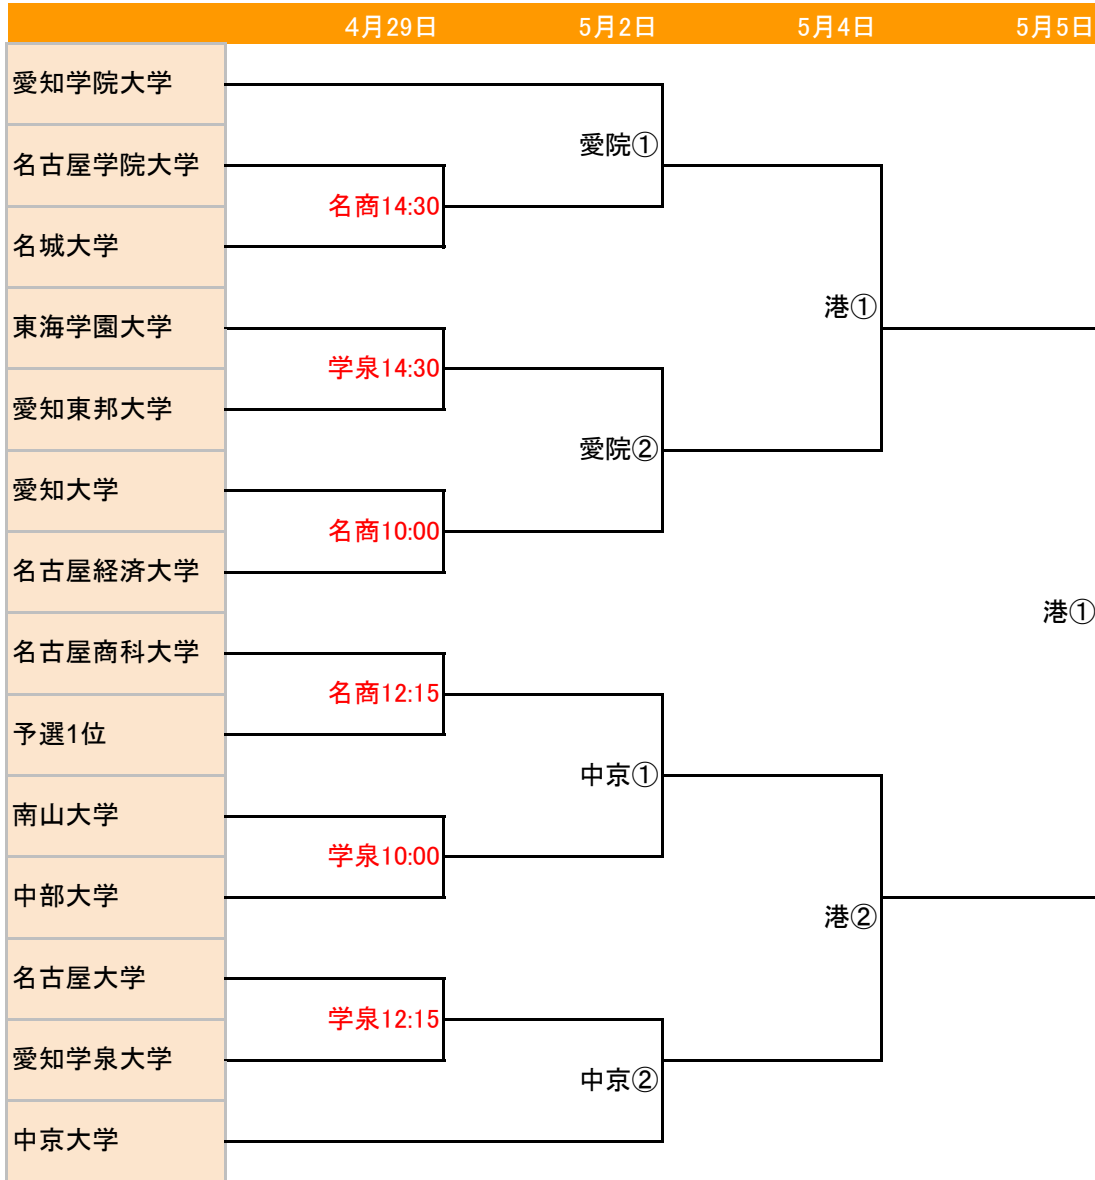 4月29日 5月2日 5月4日 5月5日
愛知学院大学
愛院①
名古屋学院大学
名商14:30
名城大学
港①
東海学園大学
学泉14:30
愛知東邦大学
愛院②
愛知大学
名商10:00
名古屋経済大学
港①
名古屋商科大学
名商12:15
予選1位
中京①
南山大学
学泉10:00
中部大学
港②
名古屋大学
学泉12:15
愛知学泉大学
中京②
中京大学